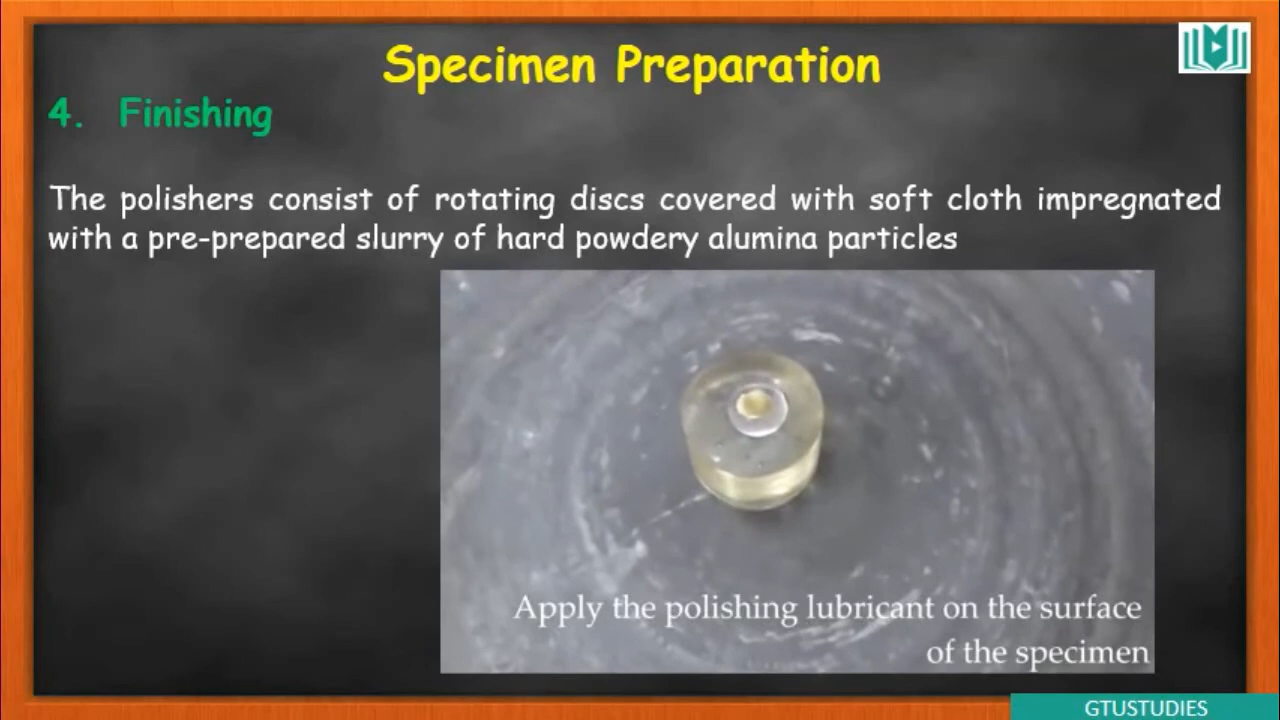 Specimen Preparation
4. Finishing
The polishers consist of rotating discs covered with soft cloth impregnated
with a pre-prepared slurry of hard powdery alumina particles
Apply the polishing lubricant on the surface
of the specimen
GTUSTUDIES